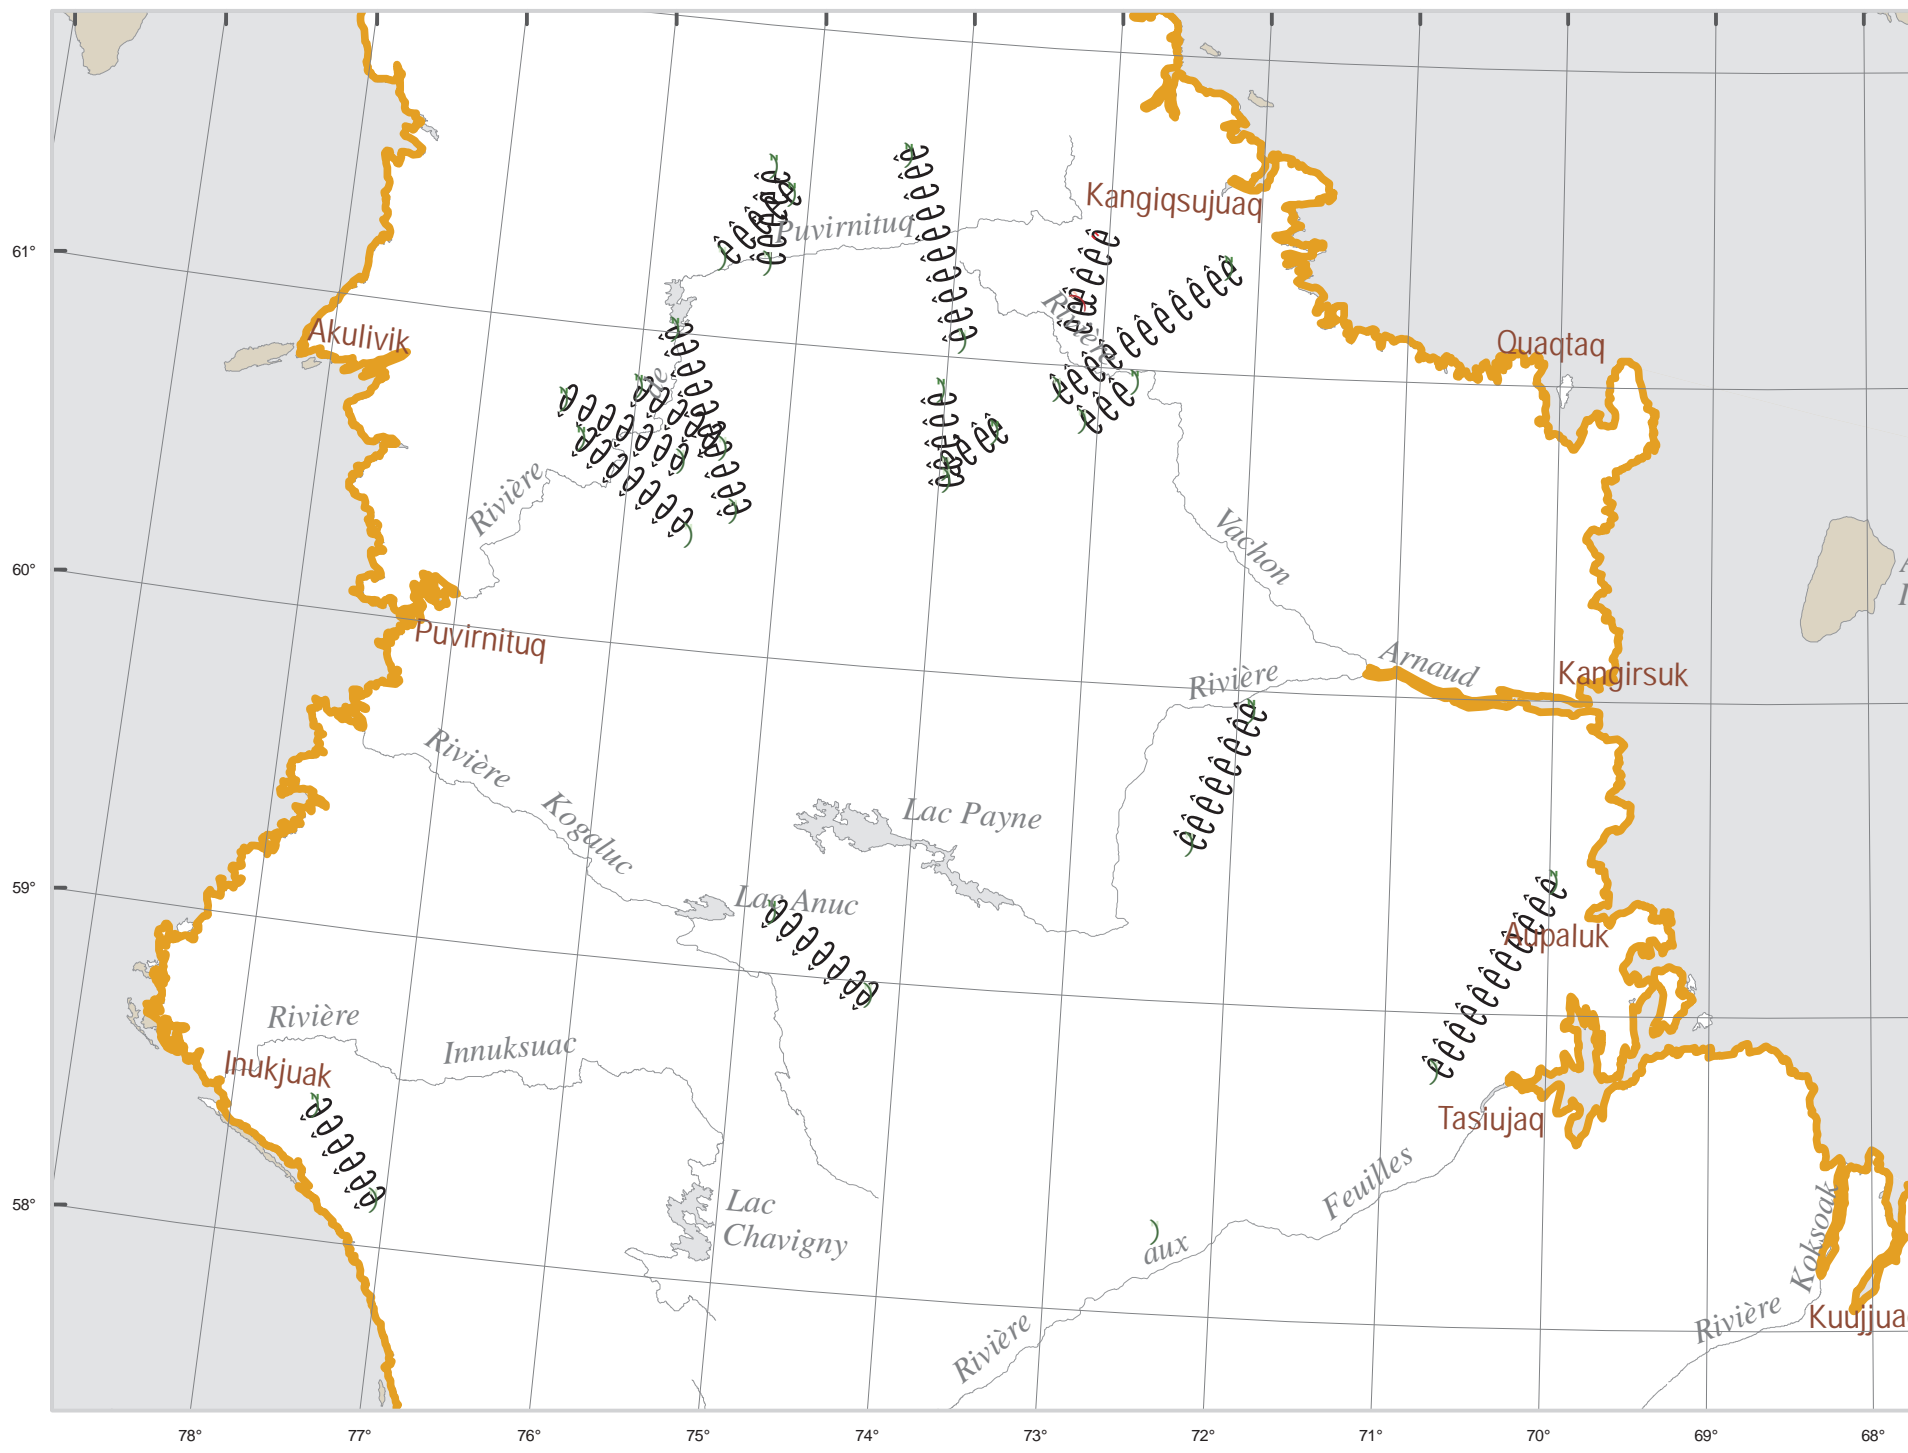 Kangiqsujuaq
Puvirnituq
61°
Akulivik
Rivière
Quaqtaq
de
Rivière
Vachon
60°
Puvirnituq
Arnaud
Kangirsuk
Rivière
Rivière
Kogaluc
Lac Payne
59°
Lac Anuc
Aupaluk
Rivière
Innuksuac
Inukjuak
Tasiujaq
Feuilles
58°
Lac
Chavigny
aux
Koksoak
Rivière
Rivière
78° 77° 76° 75° 74° 73° 72° 71° 70° 69° 68°